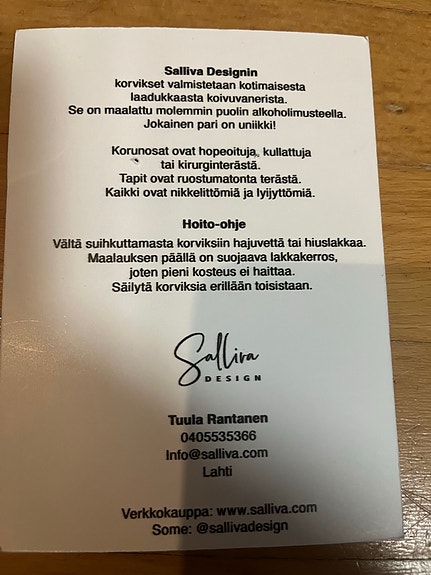 Salliva Designin
korvikset valmistetaan kotimaisesta
laadukkaasta koivuvanerista.
Se on maalattu molemmin puolin alkoholimusteella.
Jokainen pari on uniikki!
Korunosat ovat hopeoituja, kullattuja
tai kirurginterästä.
Tapit ovat ruostumatonta terästä.
Kaikki ovat nikkelittömiä ja lyijyttömiä.
Hoito-ohje
Vältä suihkuttamasta korviksiin hajuvettä tai hiuslakkaa.
Maalauksen päällä on suojaava lakkakerros,
joten pieni kosteus ei haittaa.
Säilytä korviksia erillään toisistaan.
Salliva
DESIGN
Tuula Rantanen
0405535366
Info@salliva.com
Lahti
Verkkokauppa: www.salliva.com
Some: @sallivadesign